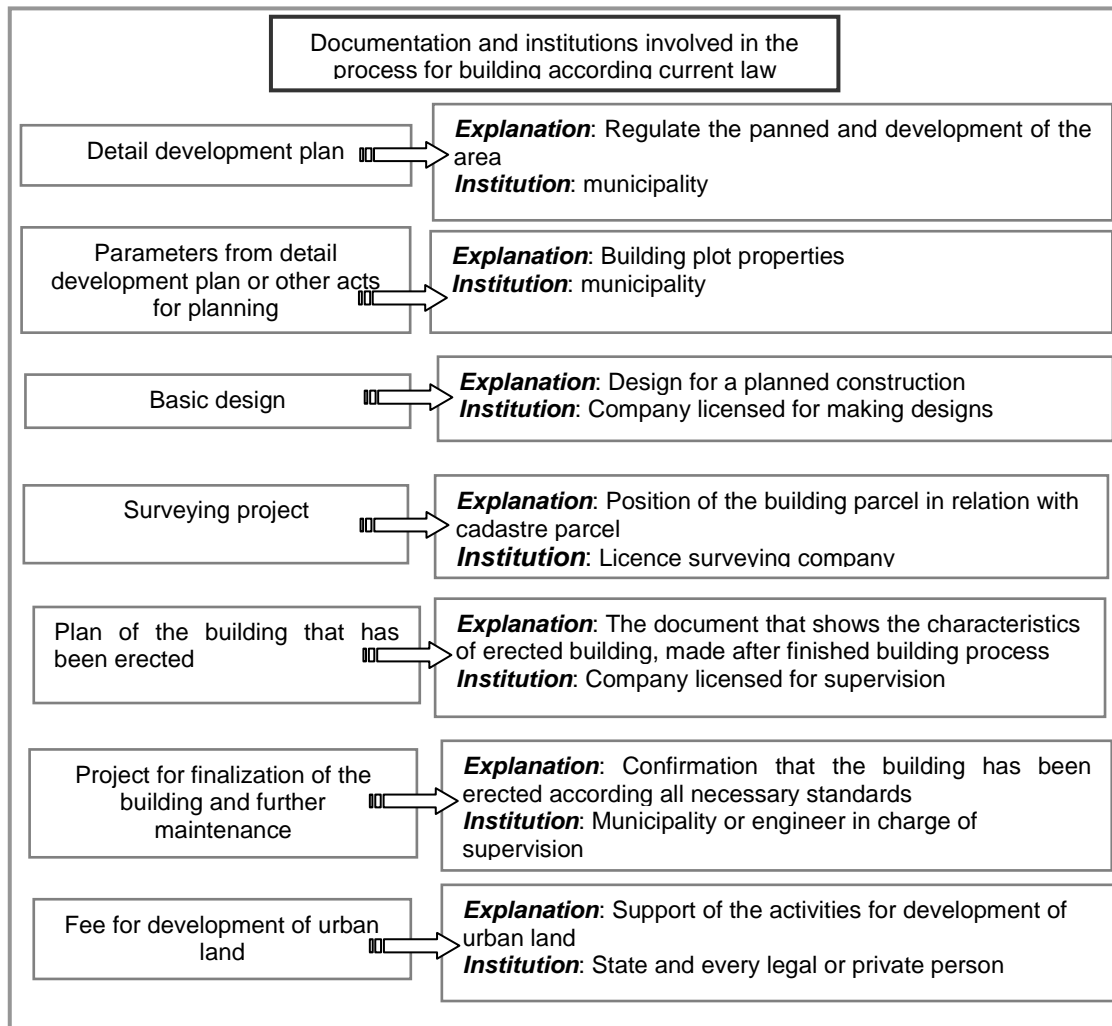 Documentation and institutions involved in the
process for building according current law
Detail development plan
Explanation: Regulate the panned and development of the
area
Institution: municipality
Parameters from detail
development plan or other acts
for planning
Explanation: Building plot properties
Institution: municipality
Basic design
Explanation: Design for a planned construction
Institution: Company licensed for making designs
Surveying project
Explanation: Position of the building parcel in relation with
cadastre parcel
Institution: Licence surveying company
Plan of the building that has
been erected
Explanation: The document that shows the characteristics
of erected building, made after finished building process
Institution: Company licensed for supervision
Project for finalization of the
building and further
maintenance
Explanation: Confirmation that the building has been
erected according all necessary standards
Institution: Municipality or engineer in charge of
supervision
Fee for development of urban
land
Explanation: Support of the activities for development of
urban land
Institution: State and every legal or private person